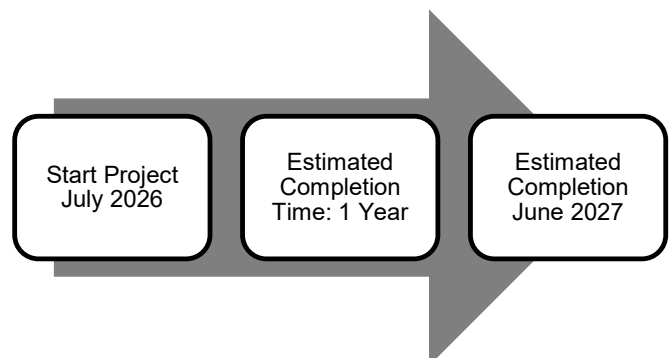 Start Project
July 2026
Estimated
Completion
Time: 1 Year
Estimated
Completion
June 2027